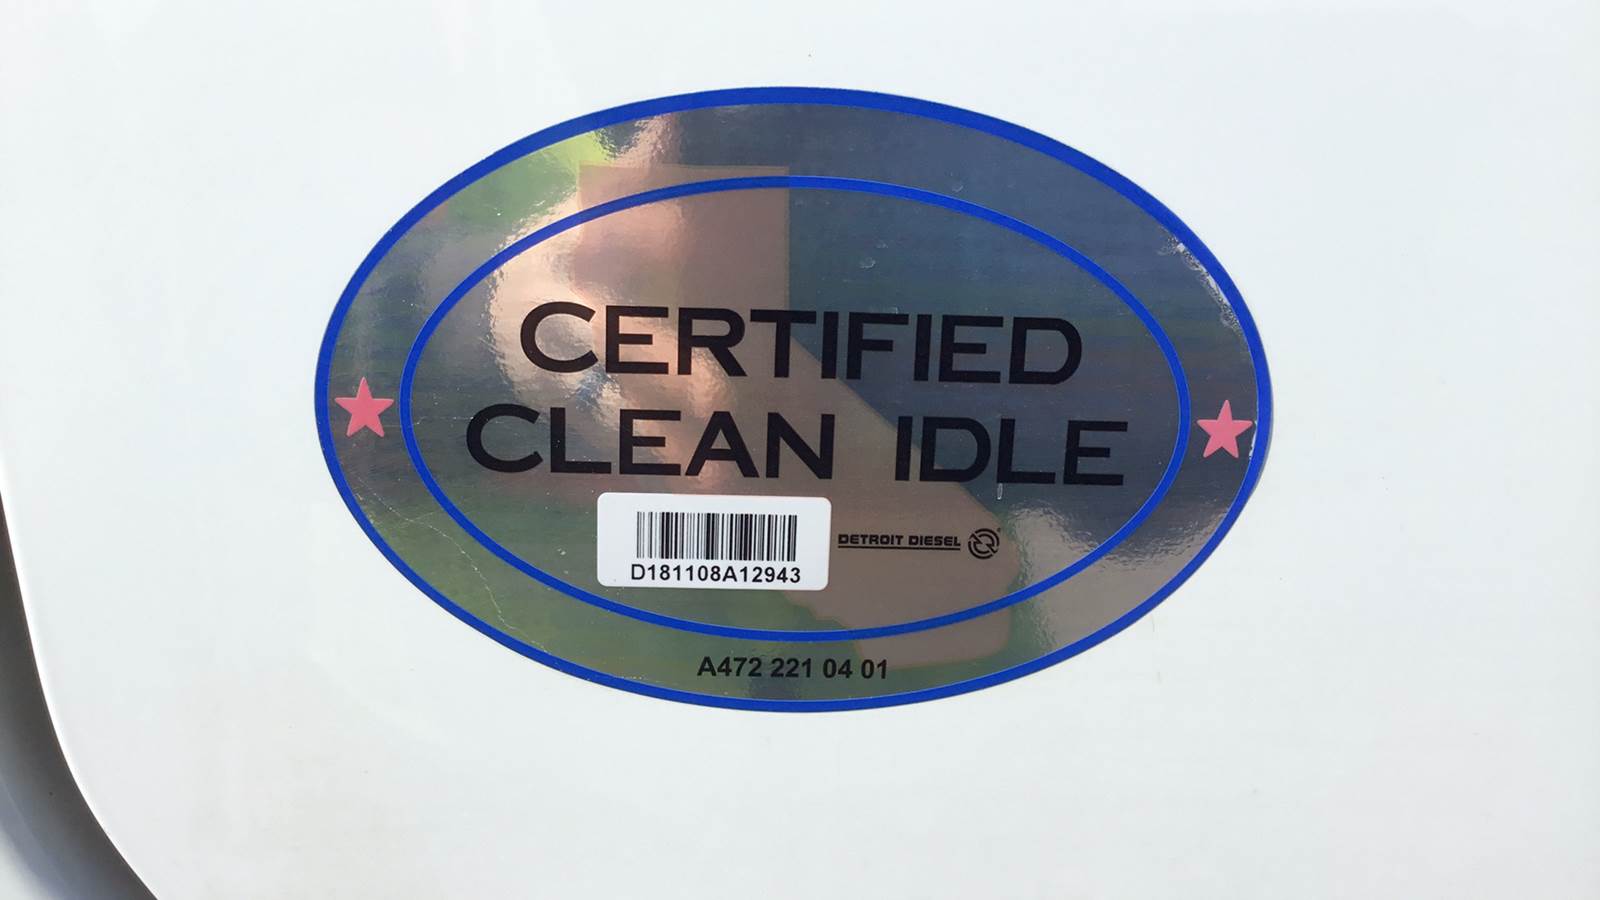 CERTIFIED
CLEAN IDLE
DETROIT DIESEL
D181108A12943
A472 221 04 01